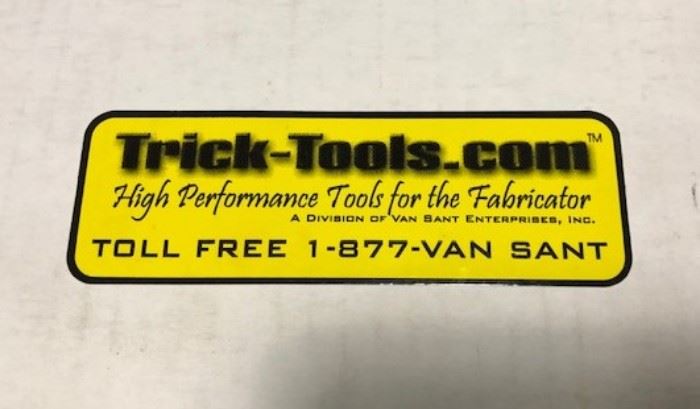 Trick-Tools.com™
High Performance Tools for the Fabricator
A Division of Van Sant Enterprises, Inc.
TOLL FREE 1-877-VAN SANT